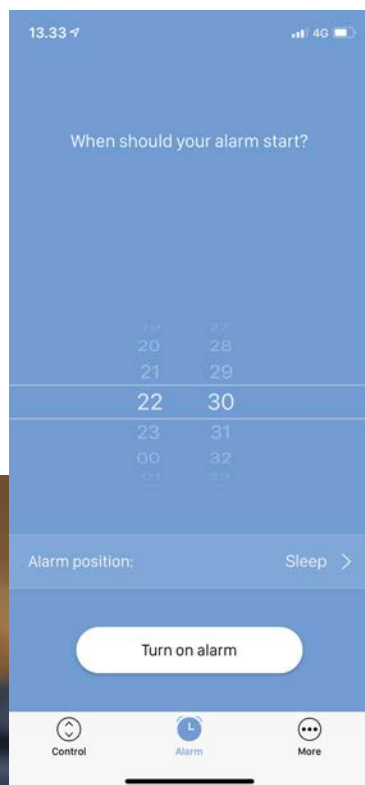 13.33
4G
When should your alarm start?
20 28
21 29
22 30
23 31
00 32
Alarm position: Sleep
Turn on alarm
Control Alarm More